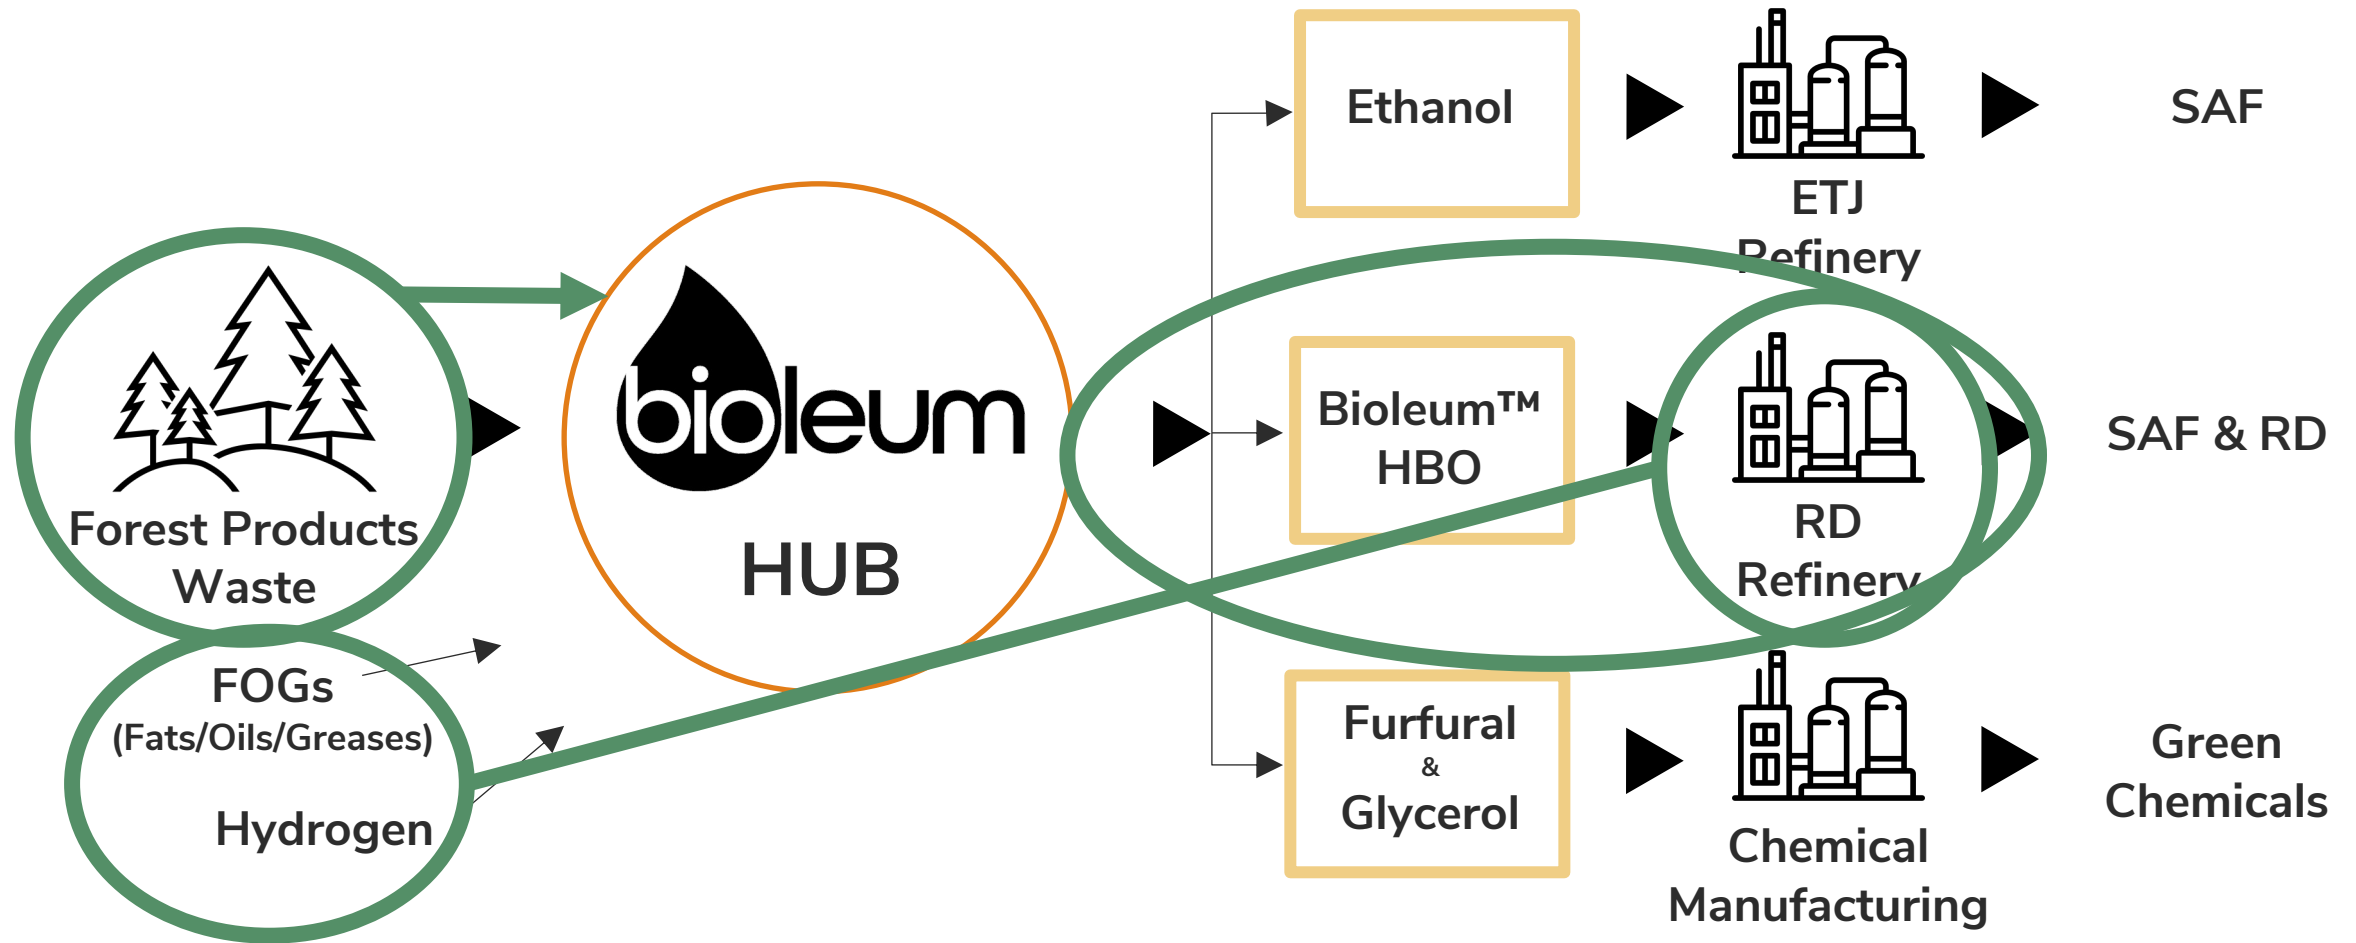 Forest Products
Waste
FOGs
(Fats/Oils/Greases)
Hydrogen
bioleum
HUB
Ethanol
ETJ
Refinery
SAF
Bioleum™
HBO
RD
Refinery
SAF & RD
Furfural
&
Glycerol
Chemical
Manufacturing
Green
Chemicals